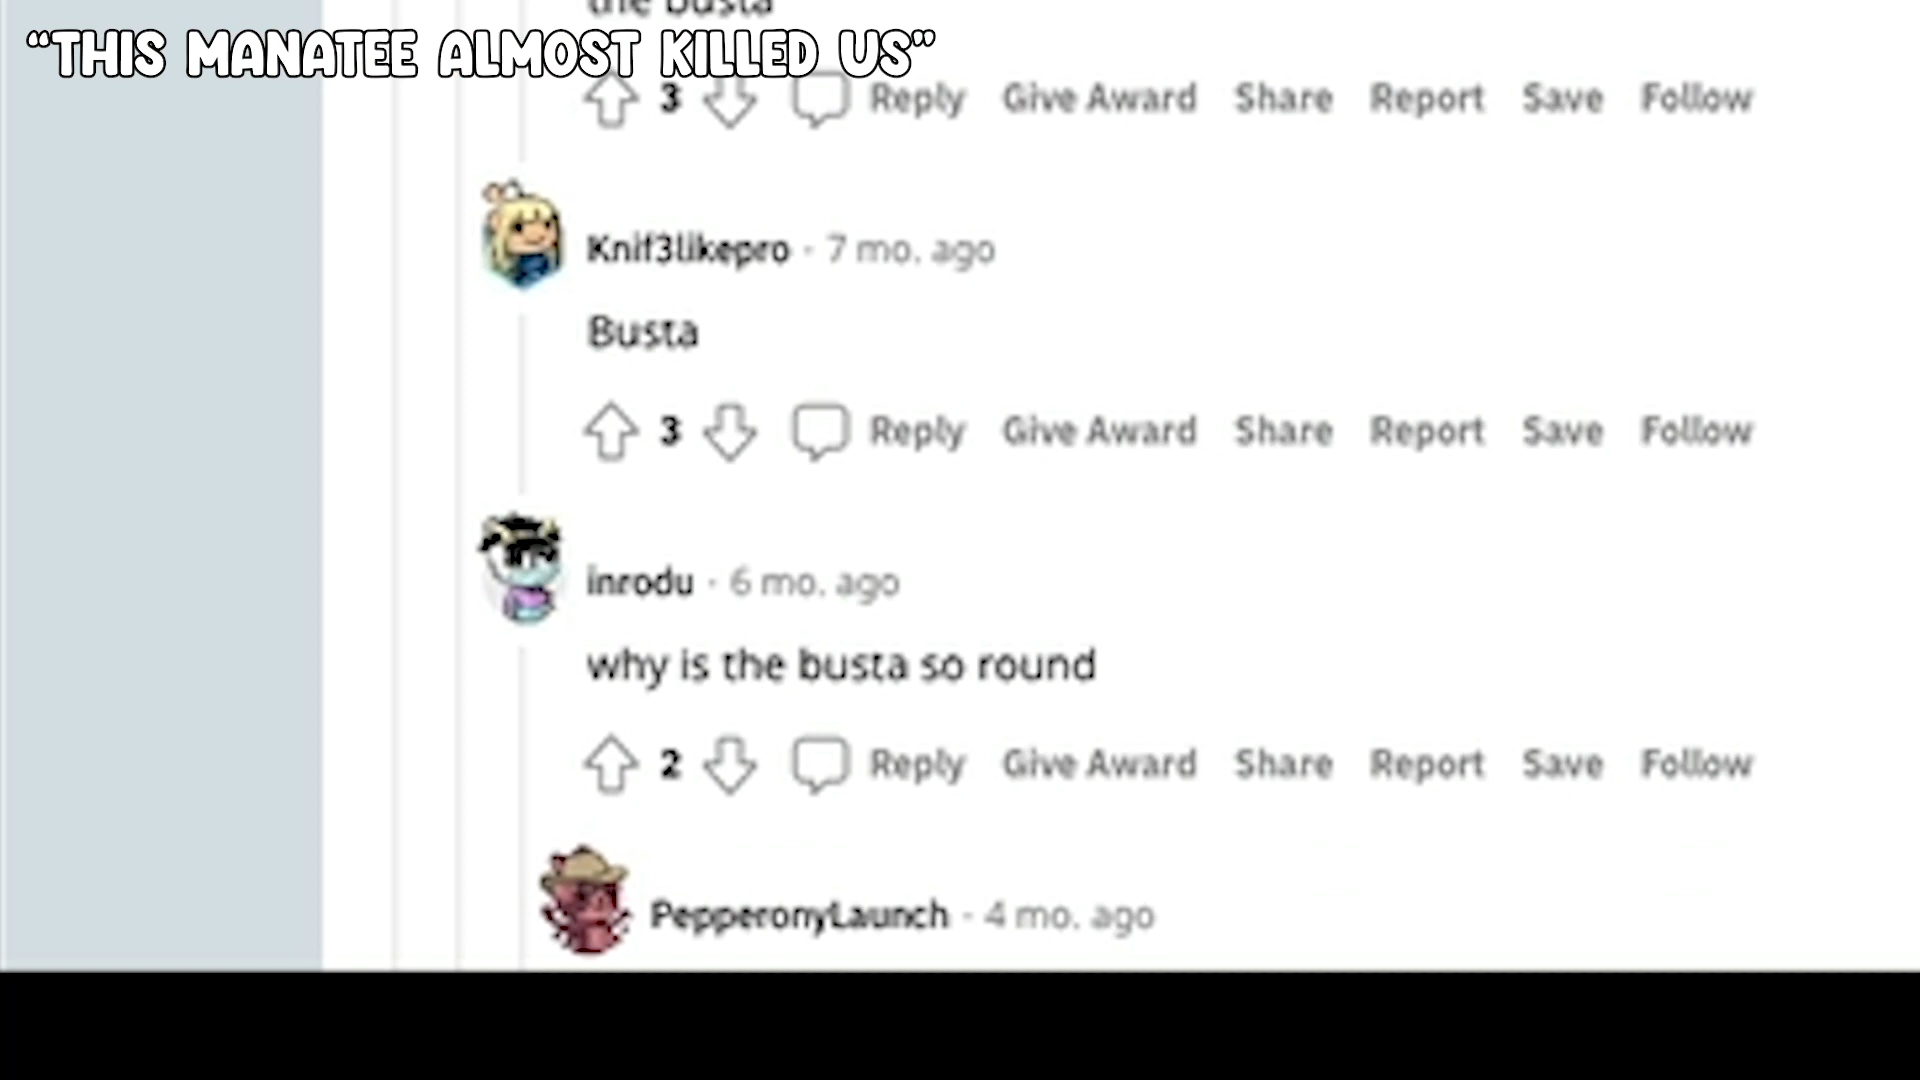 the busta
“THIS MANATEE ALMOST KILLED US”
3 Reply Give Award Share Report Save Follow
Knif3likepro · 7 mo. ago
Busta
3 Reply Give Award Share Report Save Follow
inrodu · 6 mo. ago
why is the busta so round
2 Reply Give Award Share Report Save Follow
PepperonyLaunch · 4 mo. ago